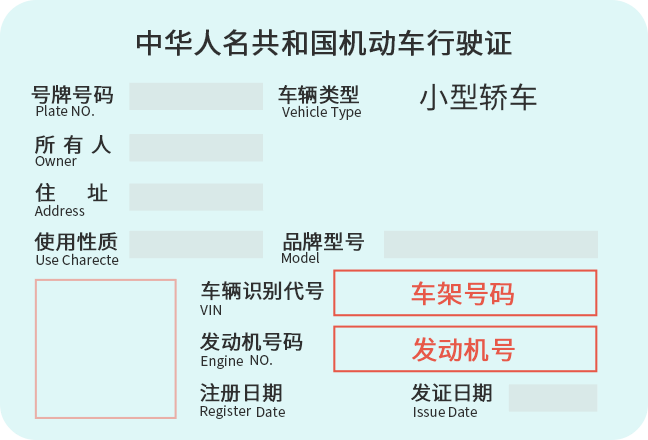 中华人名共和国机动车行驶证
号牌号码 车辆类型 小型轿车
Plate NO. Vehicle Type
所有人
Owner
住 址
Address
使用性质 品牌型号
Use Charecte Model
车辆识别代号 车架号码
VIN
发动机号码 发动机号
Engine NO.
注册日期 发证日期
Register Date Issue Date